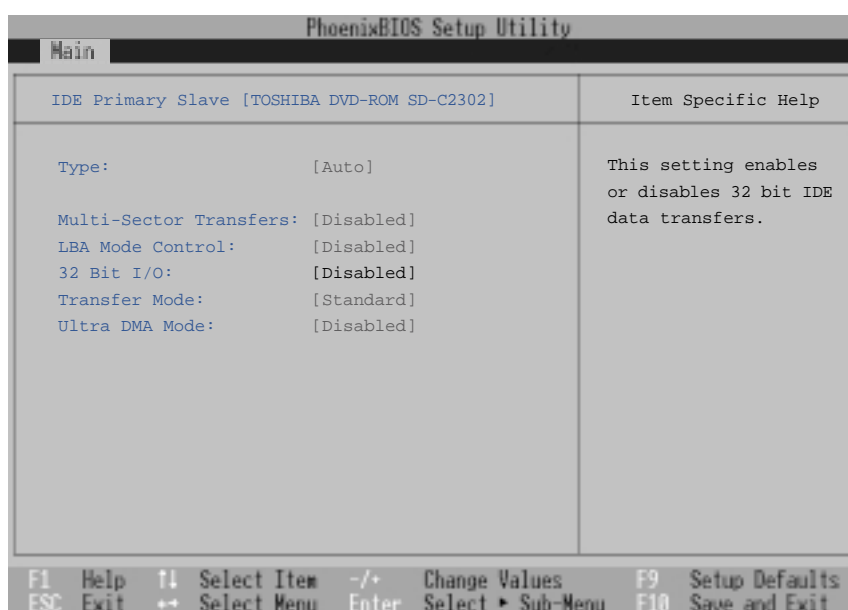 PhoenixBIOS Setup Utility
Main
IDE Primary Slave [TOSHIBA DVD-ROM SD-C2302]
Item Specific Help
Type: [Auto]
Multi-Sector Transfers: [Disabled]
LBA Mode Control: [Disabled]
32 Bit I/O: [Disabled]
Transfer Mode: [Standard]
Ultra DMA Mode: [Disabled]
This setting enables
or disables 32 bit IDE
data transfers.
F1 Help ↑↓ Select Item -/+ Change Values F9 Setup Defaults
ESC Exit ←→ Select Menu Enter Select ▶ Sub-Menu F10 Save and Exit